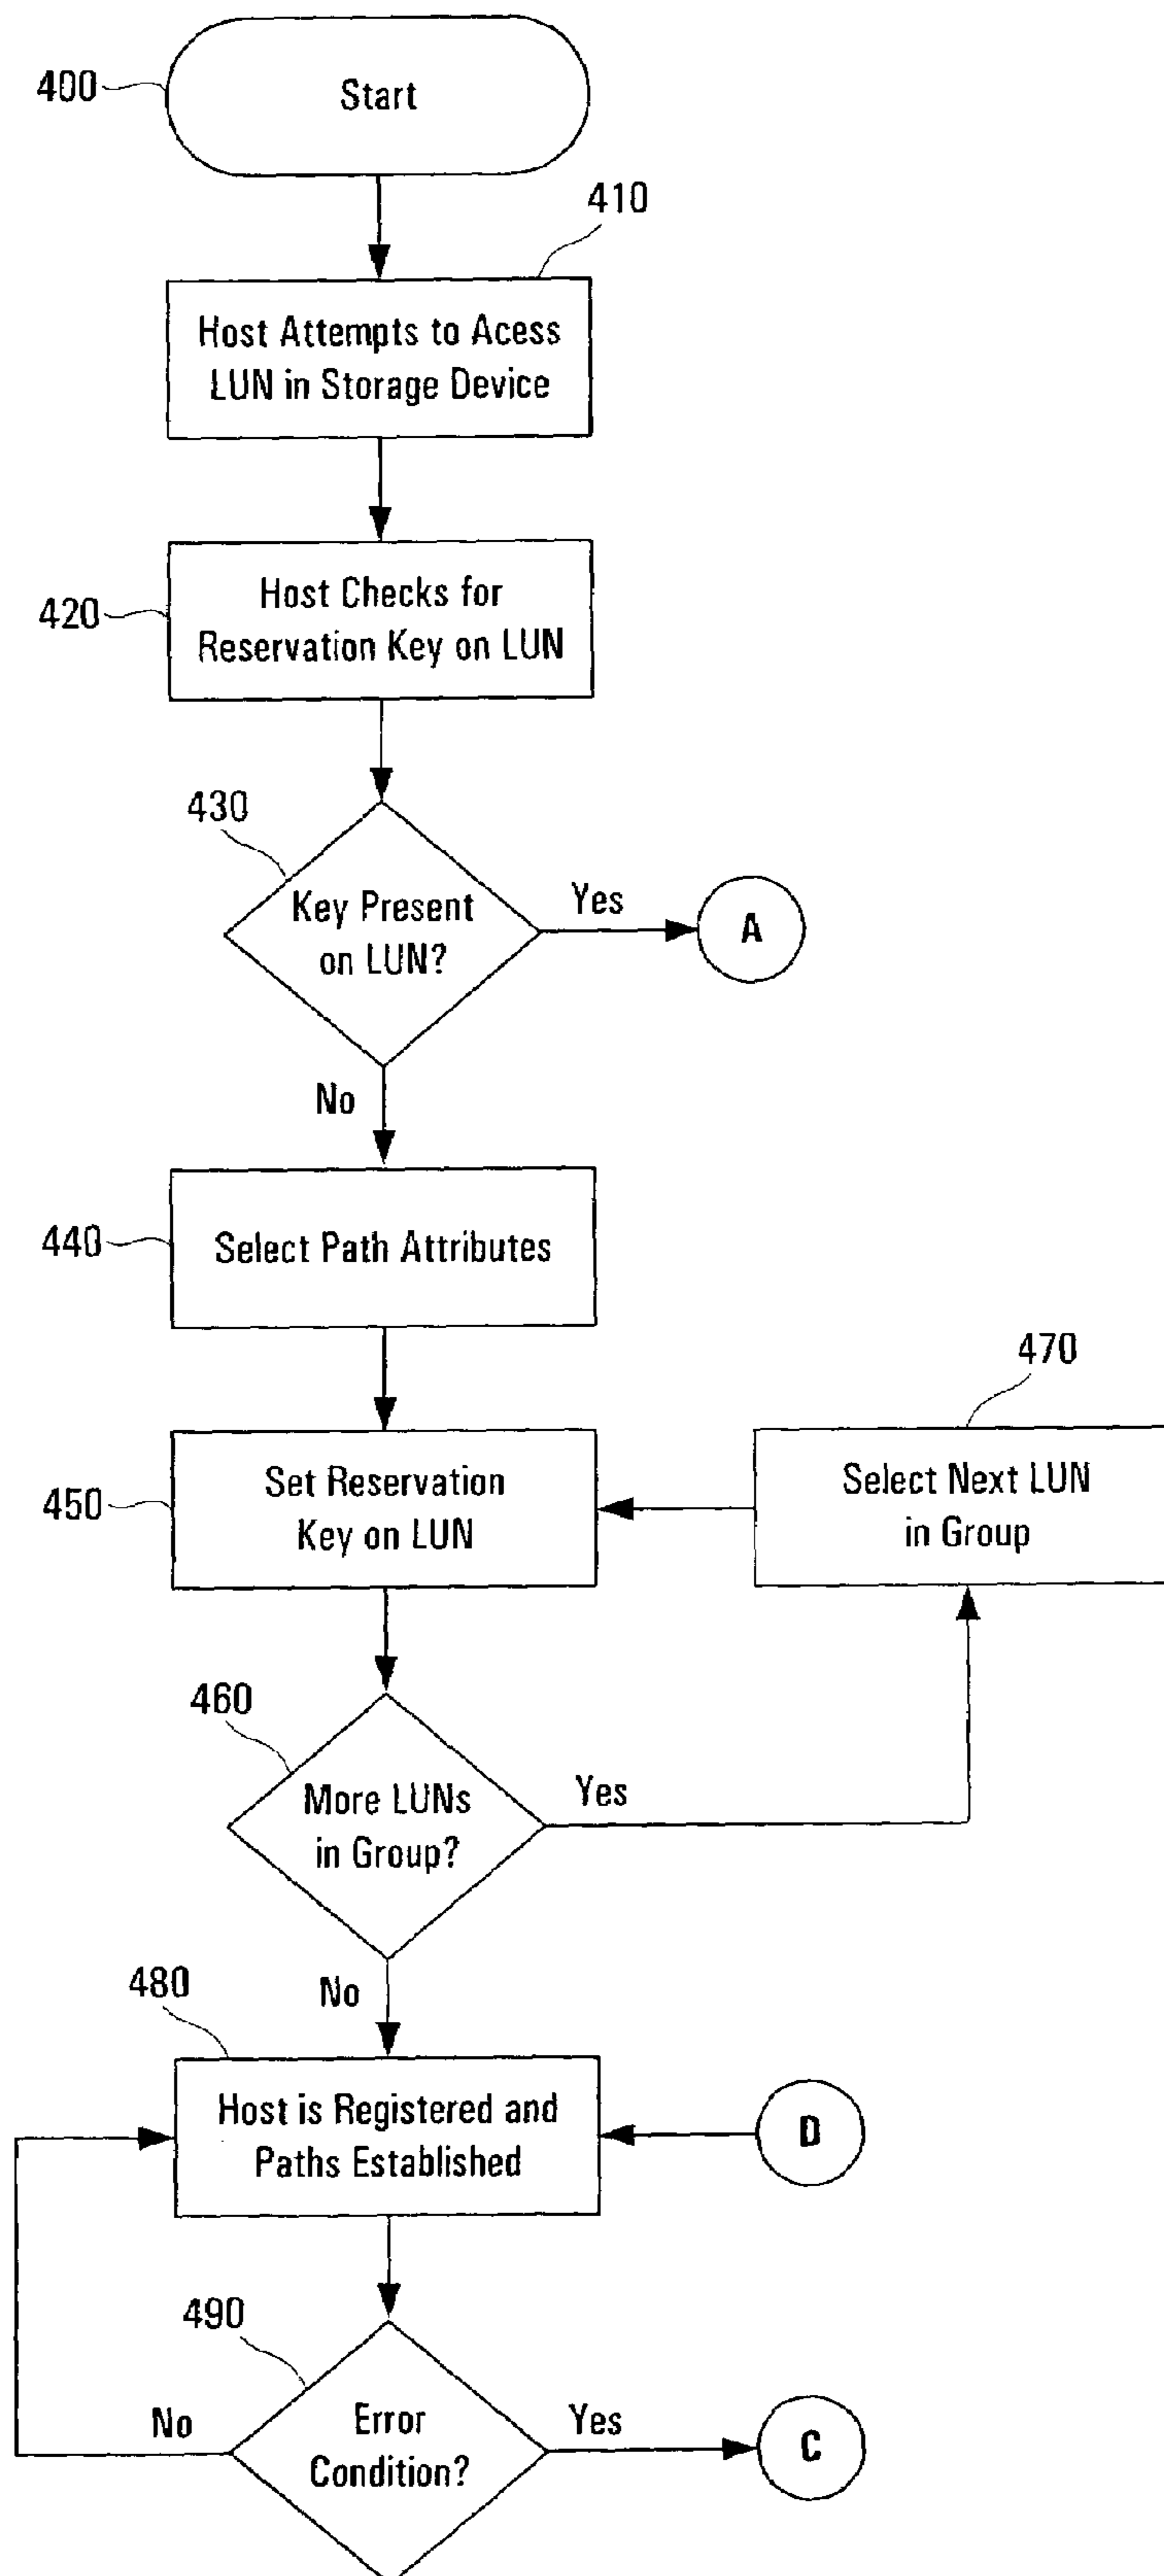 400
Start
410
Host Attempts to Acess
LUN in Storage Device
420
Host Checks for
Reservation Key on LUN
430
Key Present
on LUN?
Yes
A
No
440
Select Path Attributes
470
450
Set Reservation
Key on LUN
Select Next LUN
in Group
460
More LUNs
in Group?
Yes
No
480
Host is Registered and
Paths Established
D
490
No
Error
Condition?
Yes
C